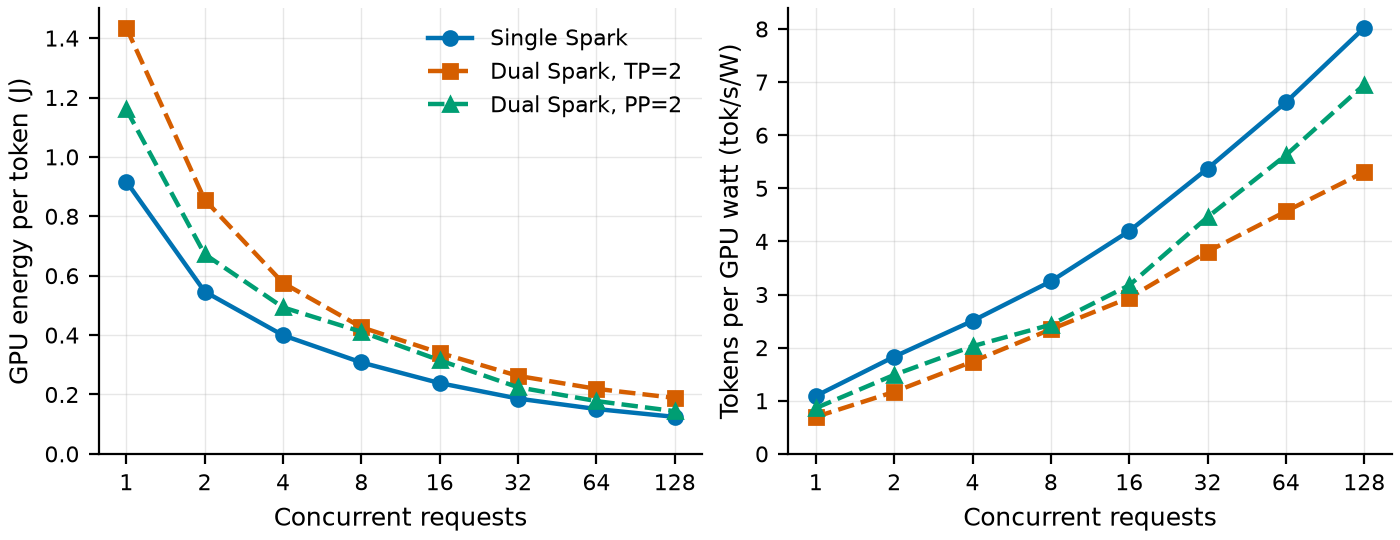 GPU energy per token (J)
1.4
1.2
1.0
0.8
0.6
0.4
0.2
0.0
1 2 4 8 16 32 64 128
Concurrent requests
Single Spark
Dual Spark, TP=2
Dual Spark, PP=2
Tokens per GPU watt (tok/s/W)
8
7
6
5
4
3
2
1
0
1 2 4 8 16 32 64 128
Concurrent requests